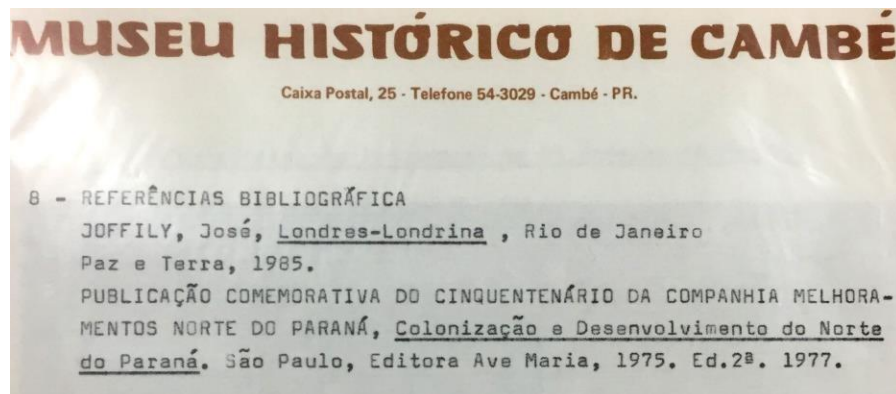 MUSEU HISTÓRICO DE CAMBÉ
Caixa Postal, 25 - Telefone 54-3029 - Cambé - PR.
8 - REFERÊNCIAS BIBLIOGRÁFICA
JOFFILY, José, Londres-Londrina , Rio de Janeiro
Paz e Terra, 1985.
PUBLICAÇÃO COMEMORATIVA DO CINQUENTENÁRIO DA COMPANHIA MELHORA-
MENTOS NORTE DO PARANÁ, Colonização e Desenvolvimento do Norte
do Paraná. São Paulo, Editora Ave Maria, 1975. Ed.2ª. 1977.